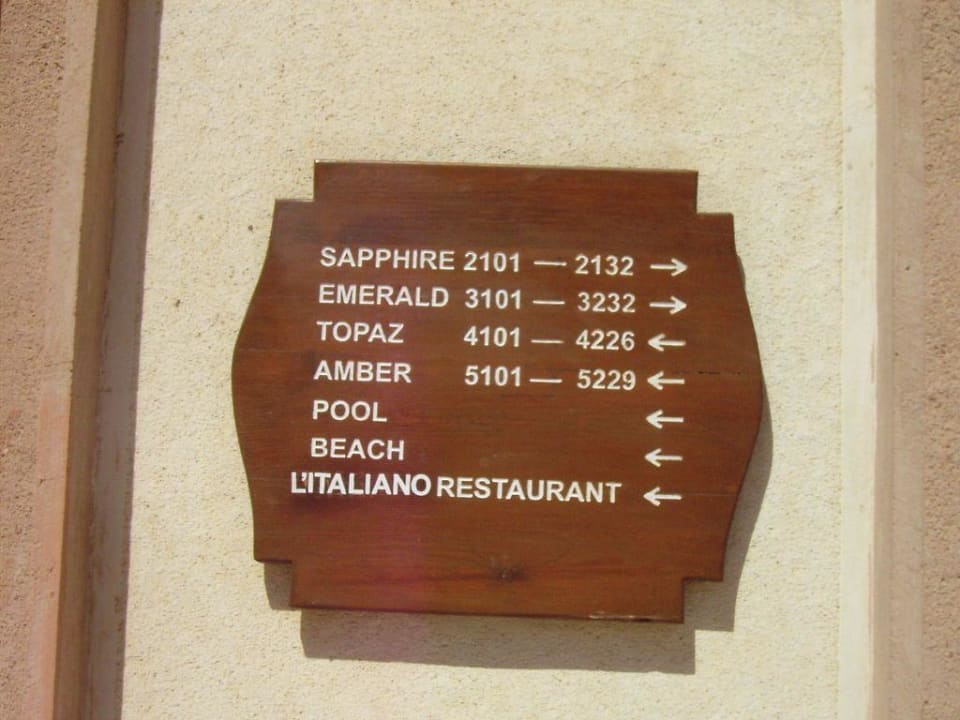 SAPPHIRE 2101 — 2132 →
EMERALD 3101 — 3232 →
TOPAZ 4101 — 4226 ←
AMBER 5101 — 5229 ←
POOL ←
BEACH ←
L'ITALIANO RESTAURANT ←